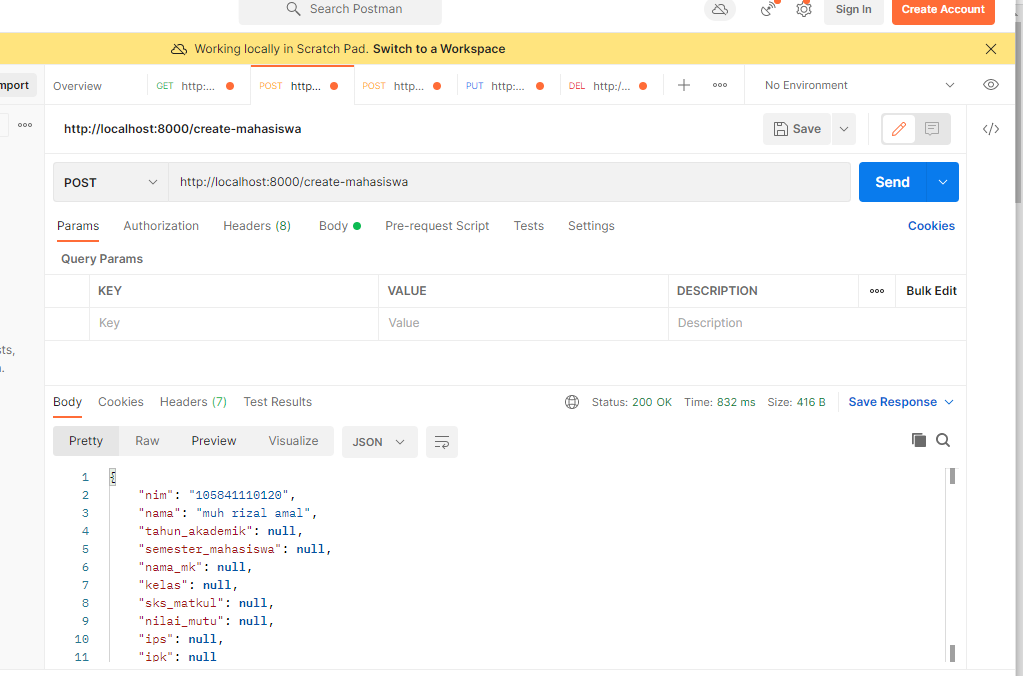 Search Postman
Sign In
Create Account
Working locally in Scratch Pad. Switch to a Workspace
mport
Overview
GET http:...
POST http...
POST http...
PUT http:...
DEL http:/...
No Environment
http://localhost:8000/create-mahasiswa
Save
POST
http://localhost:8000/create-mahasiswa
Send
Params
Authorization
Headers (8)
Body
Pre-request Script
Tests
Settings
Cookies
Query Params
KEY
VALUE
DESCRIPTION
Bulk Edit
Key
Value
Description
sts,
Body
Cookies
Headers (7)
Test Results
Status: 200 OK
Time: 832 ms
Size: 416 B
Save Response
Pretty
Raw
Preview
Visualize
JSON
1 {
2 "nim": "105841110120",
3 "nama": "muh rizal amal",
4 "tahun_akademik": null,
5 "semester_mahasiswa": null,
6 "nama_mk": null,
7 "kelas": null,
8 "sks_matkul": null,
9 "nilai_mutu": null,
10 "ips": null,
11 "ipk": null